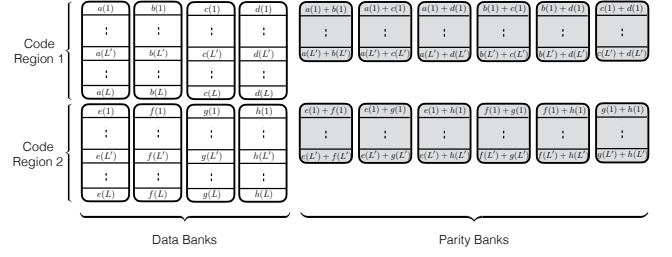 a(1) b(1) c(1) d(1) a(1) + b(1) a(1) + c(1) a(1) + d(1) b(1) + c(1) b(1) + d(1) c(1) + d(1)
Code Region 1
a(L') b(L') c(L') d(L') a(L') + b(L') a(L') + c(L') a(L') + d(L') b(L') + c(L') b(L') + d(L') c(L') + d(L')
a(L) b(L) c(L) d(L)
e(1) f(1) g(1) h(1) e(1) + f(1) e(1) + g(1) e(1) + h(1) f(1) + g(1) f(1) + h(1) g(1) + h(1)
Code Region 2
e(L') f(L') g(L') h(L') e(L') + f(L') e(L') + g(L') e(L') + h(L') f(L') + g(L') f(L') + h(L') g(L') + h(L')
e(L) f(L) g(L) h(L)
Data Banks Parity Banks